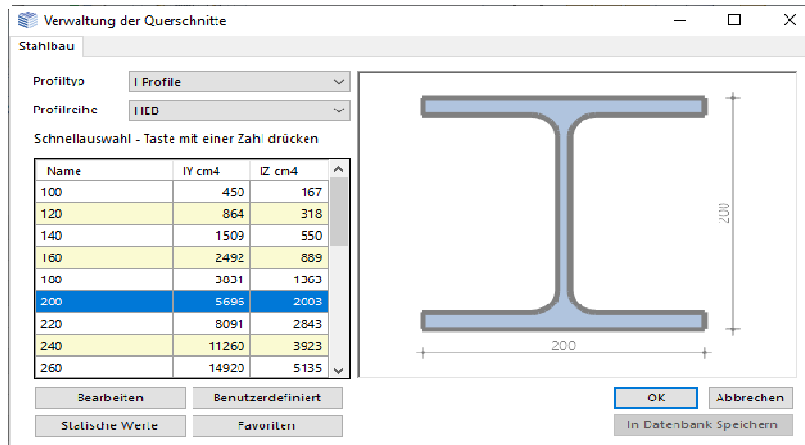 Verwaltung der Querschnitte
Stahlbau
Profiltyp I Profile
Profilreihe HEB
Schnellauswahl - Taste mit einer Zahl drücken
Name IY cm4 IZ cm4
100 450 167
120 864 318
140 1509 550
160 2492 889
180 3831 1363
200 5696 2003
220 8091 2843
240 11260 3923
260 14920 5135
200
200
Bearbeiten Benutzerdefiniert
Statische Werte Favoriten
OK Abbrechen
In Datenbank Speichern